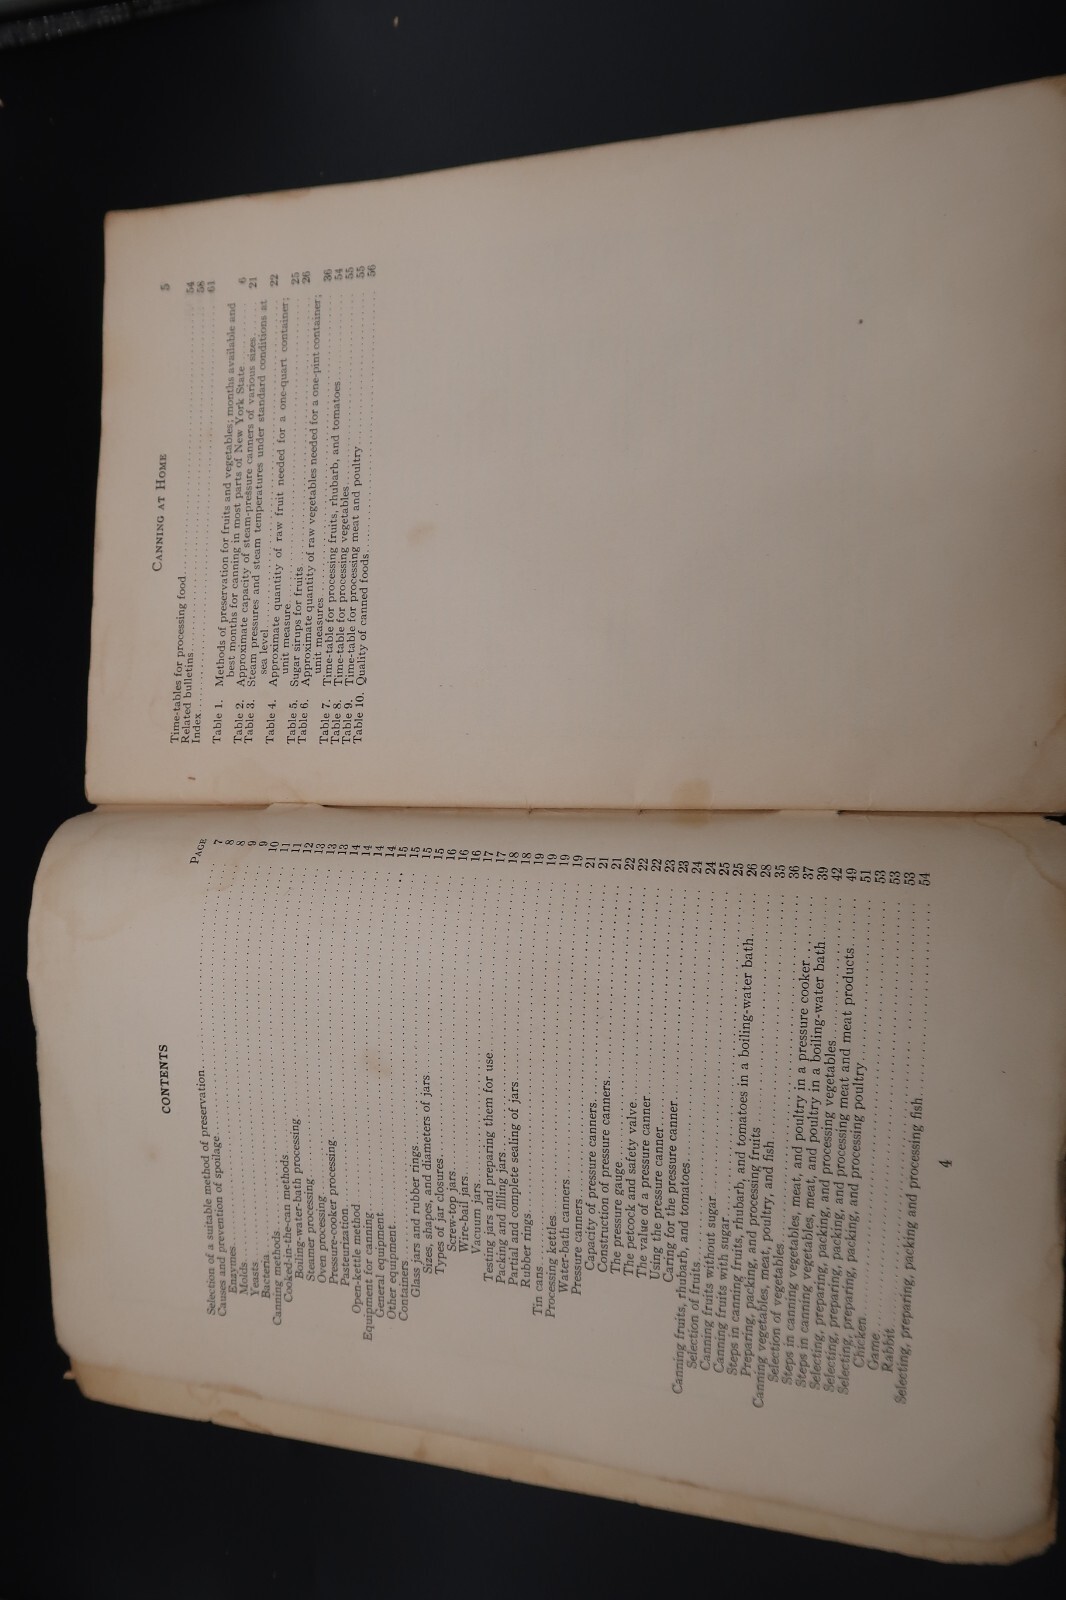 CONTENTS
PAGE
Selection of a suitable method of preservation 7
Causes and prevention of spoilage 8
Enzymes 8
Molds 9
Yeasts 9
Bacteria 10
Canning methods 11
Cooked-in-the-can methods 11
Boiling-water-bath processing 12
Steamer processing 13
Oven processing 13
Pressure-cooker processing 13
Pasteurization 14
Open-kettle method 14
Equipment for canning 14
General equipment 14
Other equipment 15
Containers 15
Glass jars and rubber rings 15
Sizes, shapes, and diameters of jars 15
Types of jar closures 16
Screw-top jars 16
Wire-bail jars 16
Vacuum jars 17
Testing jars and preparing them for use 17
Packing and filling jars 18
Partial and complete sealing of jars 18
Rubber rings 19
Tin cans 19
Processing kettles 19
Water-bath canners 19
Pressure canners 21
Capacity of pressure canners 21
Construction of pressure canners 21
The pressure gauge 22
The petcock and safety valve 22
The value of a pressure canner 22
Using the pressure canner 23
Caring for the pressure canner 23
Canning fruits, rhubarb, and tomatoes 24
Selection of fruits 24
Canning fruits without sugar 25
Canning fruits with sugar 25
Steps in canning fruits, rhubarb, and tomatoes in a boiling-water bath 26
Preparing, packing, and processing fruits 28
Canning vegetables, meat, poultry, and fish 35
Selection of vegetables 36
Steps in canning vegetables, meat, and poultry in a pressure cooker 37
Steps in canning vegetables, meat, and poultry in a boiling-water bath 39
Selecting, preparing, packing, and processing vegetables 42
Selecting, preparing, packing, and processing meat and meat products 49
Selecting, preparing, packing, and processing poultry 51
Chicken 53
Game 53
Rabbit 53
Selecting, preparing, packing and processing fish 54
4
CANNING AT HOME 5
Time-tables for processing food 54
Related bulletins 58
Index 61
Table 1. Methods of preservation for fruits and vegetables; months available and
best months for canning in most parts of New York State 6
Table 2. Approximate capacity of steam-pressure canners of various sizes 21
Table 3. Steam pressures and steam temperatures under standard conditions at
sea level 22
Table 4. Approximate quantity of raw fruit needed for a one-quart container;
unit measure 25
Table 5. Sugar sirups for fruits 26
Table 6. Approximate quantity of raw vegetables needed for a one-pint container;
unit measures 36
Table 7. Time-table for processing fruits, rhubarb, and tomatoes 54
Table 8. Time-table for processing vegetables 55
Table 9. Time-table for processing meat and poultry 55
Table 10. Quality of canned foods 56